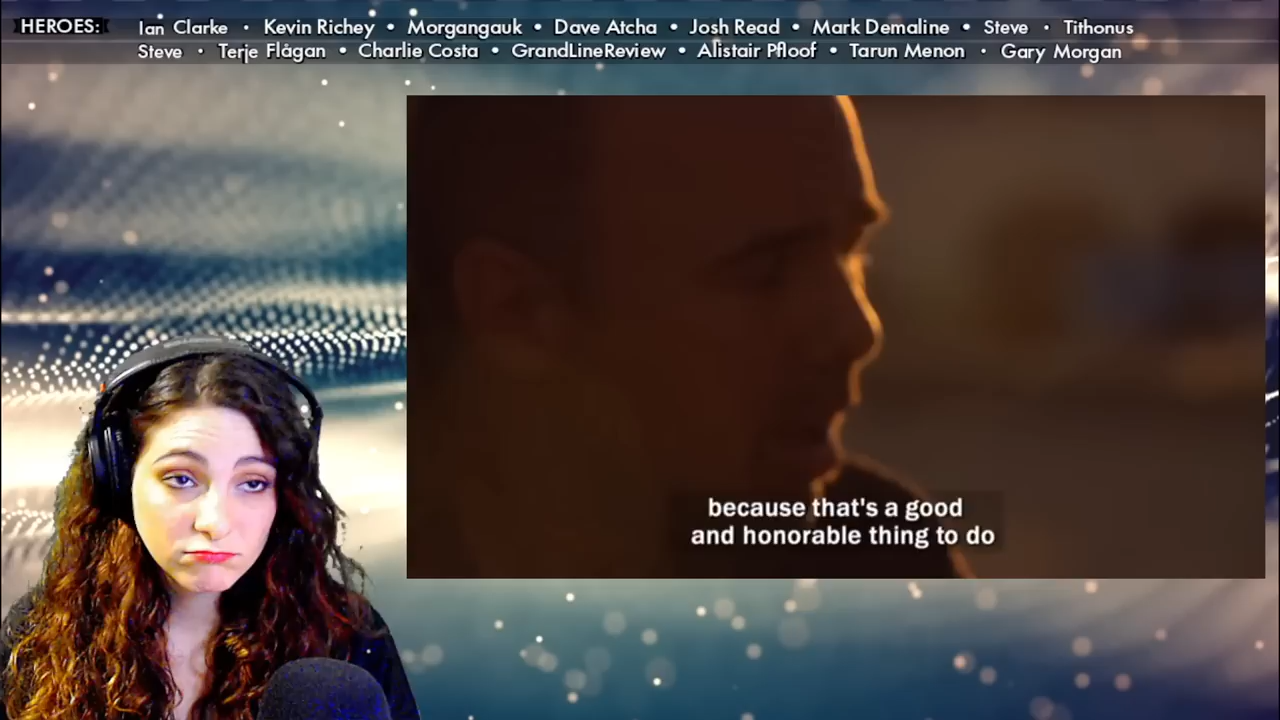 HEROES: Ian Clarke • Kevin Richey • Morgangauk • Dave Atcha • Josh Read • Mark Demaline • Steve • Tithonus
Steve • Terje Flågan • Charlie Costa • GrandLineReview • Alistair Pfloof • Tarun Menon • Gary Morgan
because that's a good
and honorable thing to do